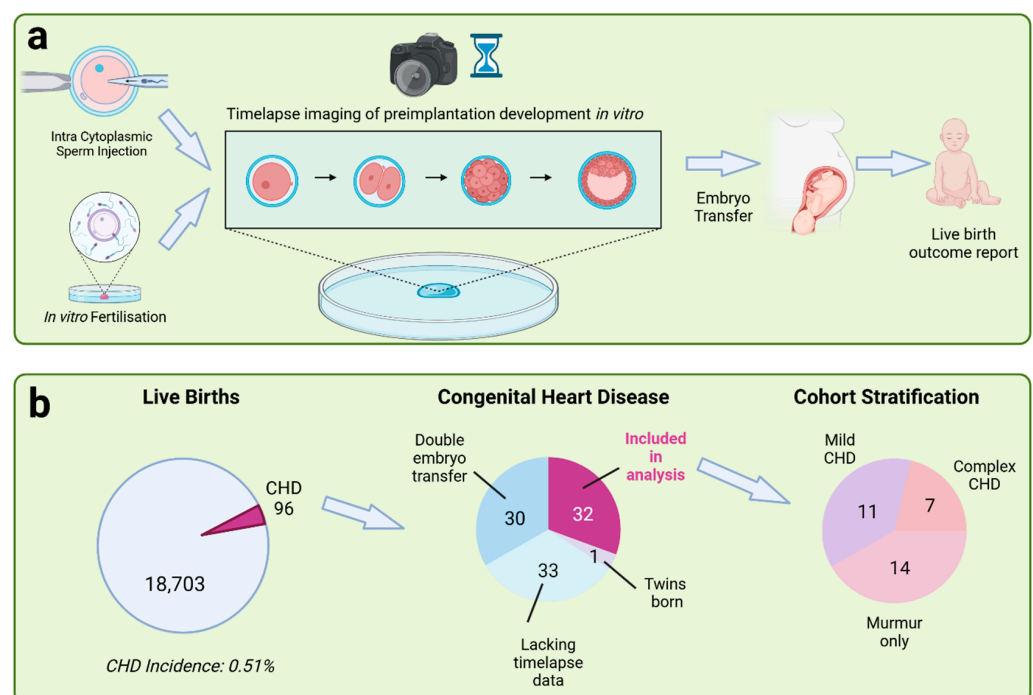 a
Intra Cytoplasmic
Sperm Injection
In vitro Fertilisation
Timelapse imaging of preimplantation development in vitro
Embryo
Transfer
Live birth
outcome report
b
Live Births
CHD
96
18,703
CHD Incidence: 0.51%
Congenital Heart Disease
Double
embryo
transfer
Included
in
analysis
30
32
33
1
Twins
born
Lacking
timelapse
data
Cohort Stratification
Mild
CHD
Complex
CHD
11
7
14
Murmur
only